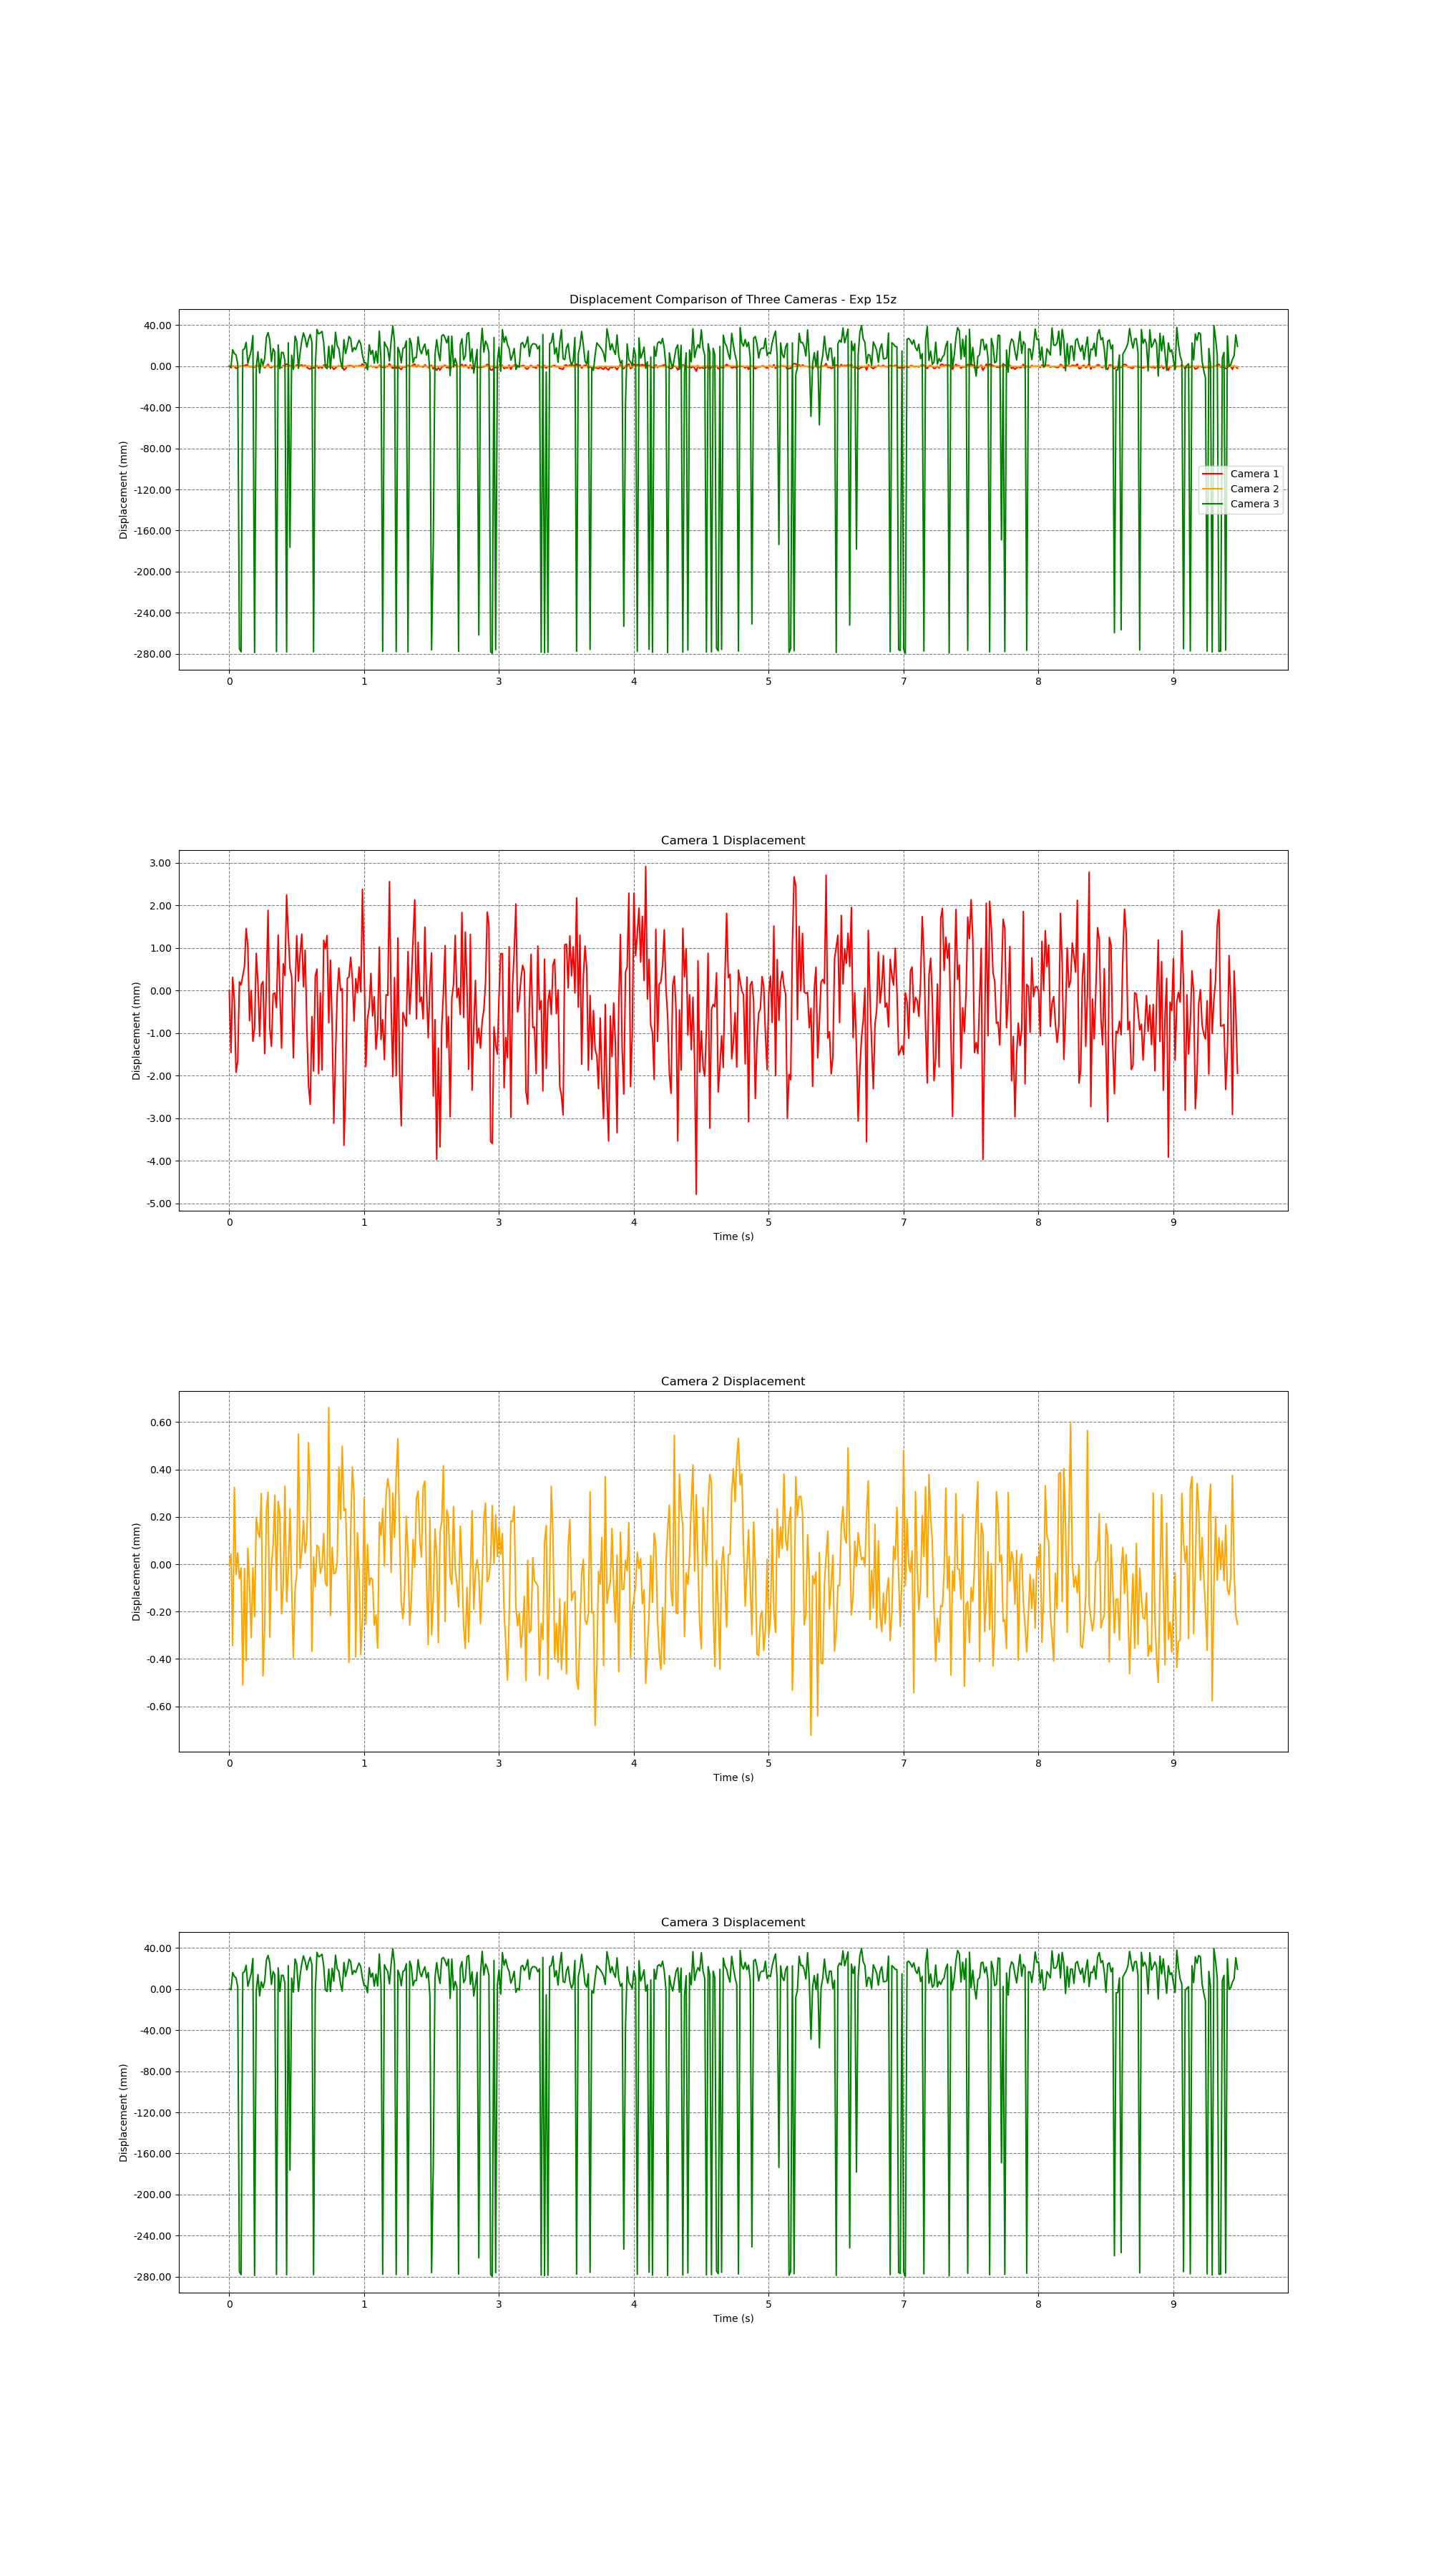 Displacement Comparison of Three Cameras - Exp 15z
40.00
0.00
-40.00
-80.00
-120.00
-160.00
-200.00
-240.00
-280.00
Displacement (mm)
Camera 1
Camera 2
Camera 3
0 1 3 4 5 7 8 9
Camera 1 Displacement
3.00
2.00
1.00
0.00
-1.00
-2.00
-3.00
-4.00
-5.00
Displacement (mm)
0 1 3 4 5 7 8 9
Time (s)
Camera 2 Displacement
0.60
0.40
0.20
0.00
-0.20
-0.40
-0.60
Displacement (mm)
0 1 3 4 5 7 8 9
Time (s)
Camera 3 Displacement
40.00
0.00
-40.00
-80.00
-120.00
-160.00
-200.00
-240.00
-280.00
Displacement (mm)
0 1 3 4 5 7 8 9
Time (s)